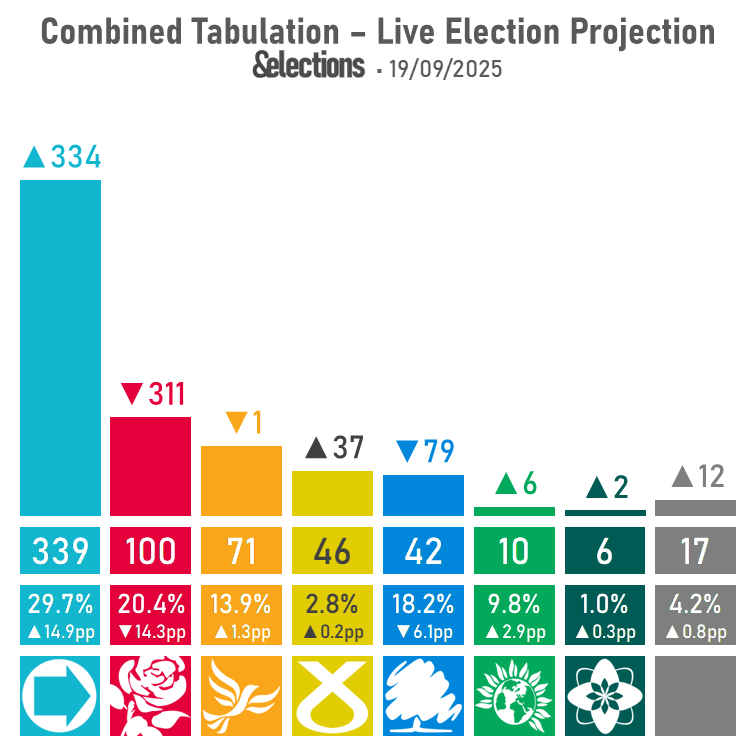 Combined Tabulation – Live Election Projection
&elections · 19/09/2025
▲334
▼311
▼1
▲37
▼79
▲6
▲2
▲12
339 100 71 46 42 10 6 17
29.7% 20.4% 13.9% 2.8% 18.2% 9.8% 1.0% 4.2%
▲14.9pp ▼14.3pp ▲1.3pp ▲0.2pp ▼6.1pp ▲2.9pp ▲0.3pp ▲0.8pp